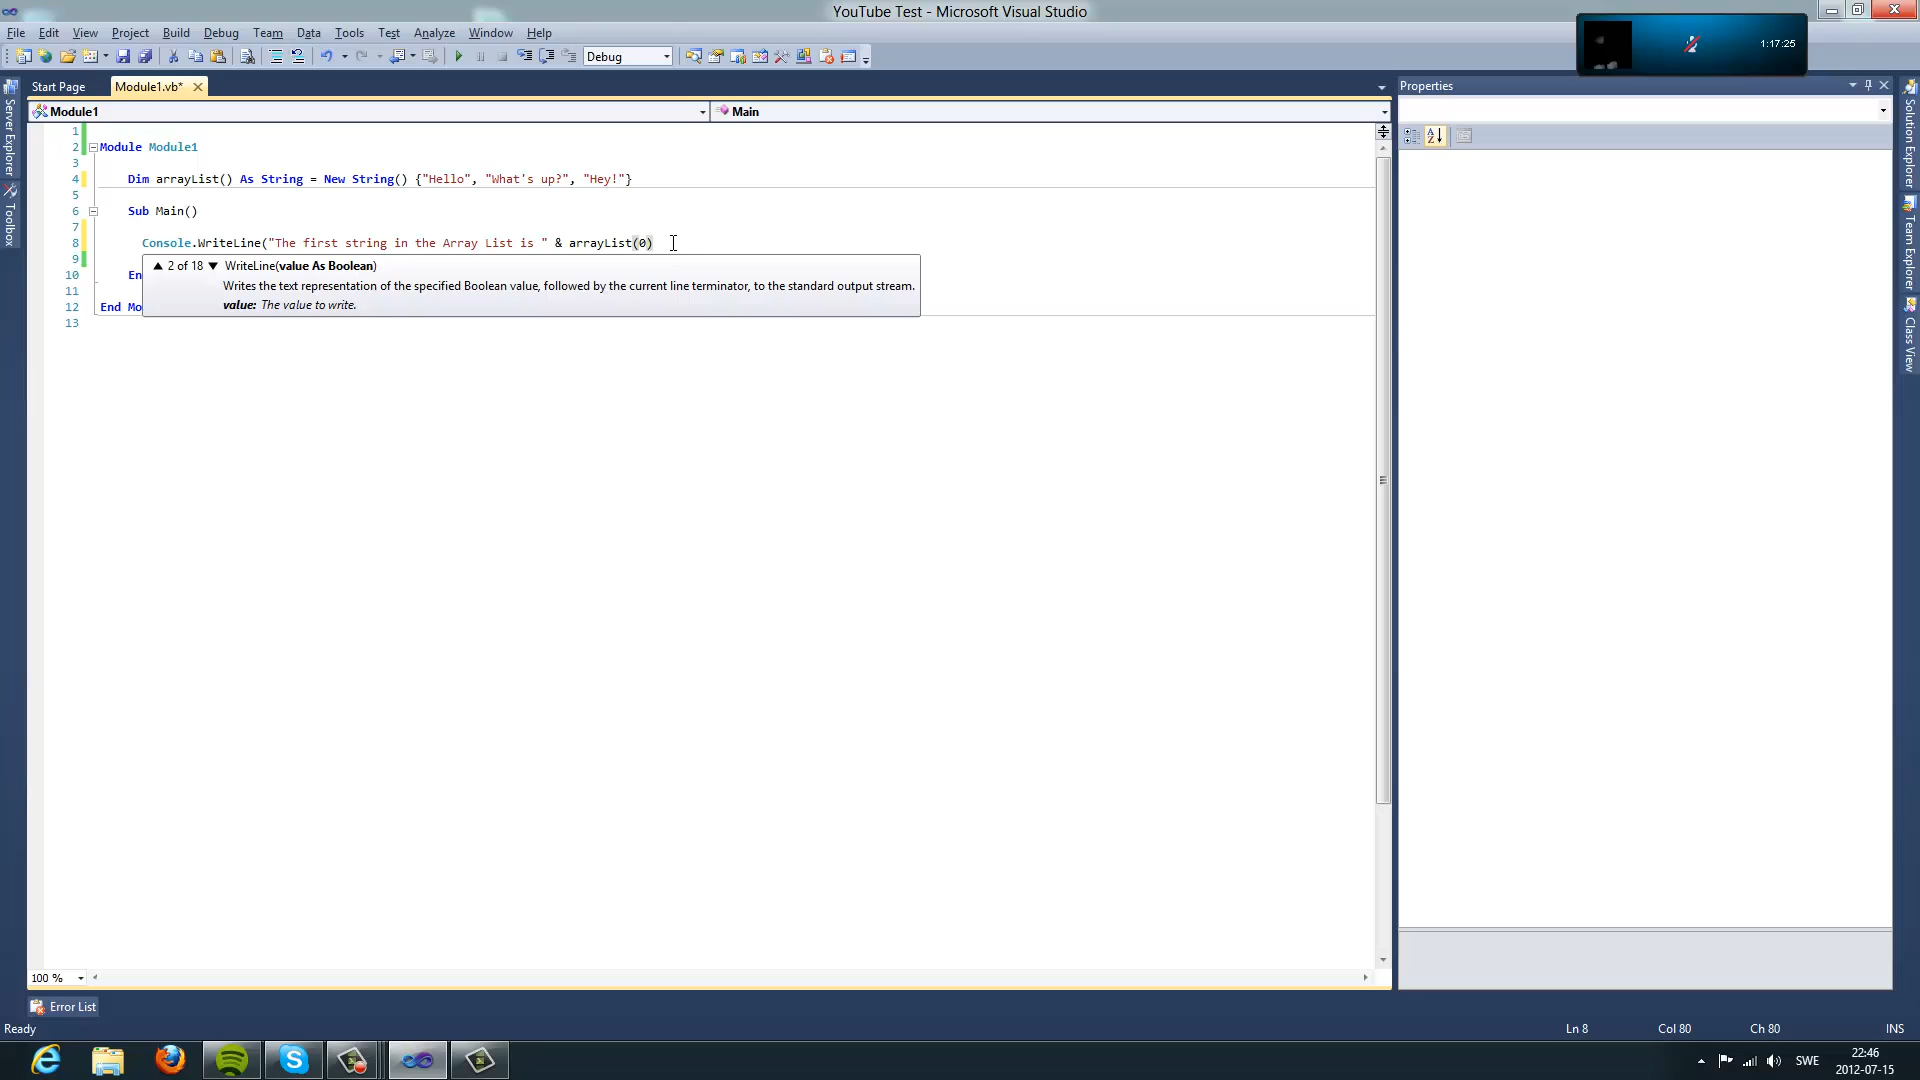 YouTube Test - Microsoft Visual Studio
File Edit View Project Build Debug Team Data Tools Test Analyze Window Help
1:17:25
Debug
Start Page Module1.vb*
Properties
Module1 Main
1
2 Module Module1
3
4 Dim arrayList() As String = New String() {"Hello", "What's up?", "Hey!"}
5
6 Sub Main()
7
8 Console.WriteLine("The first string in the Array List is " & arrayList(0)
9
2 of 18 WriteLine(value As Boolean)
10 En
Writes the text representation of the specified Boolean value, followed by the current line terminator, to the standard output stream.
11
12 End Mo
value: The value to write.
13
Server Explorer
Toolbox
Solution Explorer
Team Explorer
Class View
100 %
Error List
Ready
Ln 8 Col 80 Ch 80 INS
SWE
22:46
2012-07-15